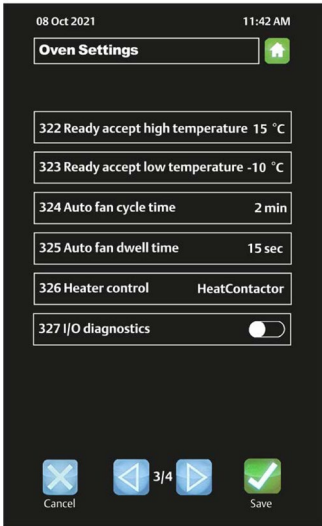 08 Oct 2021 11:42 AM
Oven Settings
322 Ready accept high temperature 15 °C
323 Ready accept low temperature -10 °C
324 Auto fan cycle time 2 min
325 Auto fan dwell time 15 sec
326 Heater control HeatContactor
327 I/O diagnostics
3/4
Cancel Save